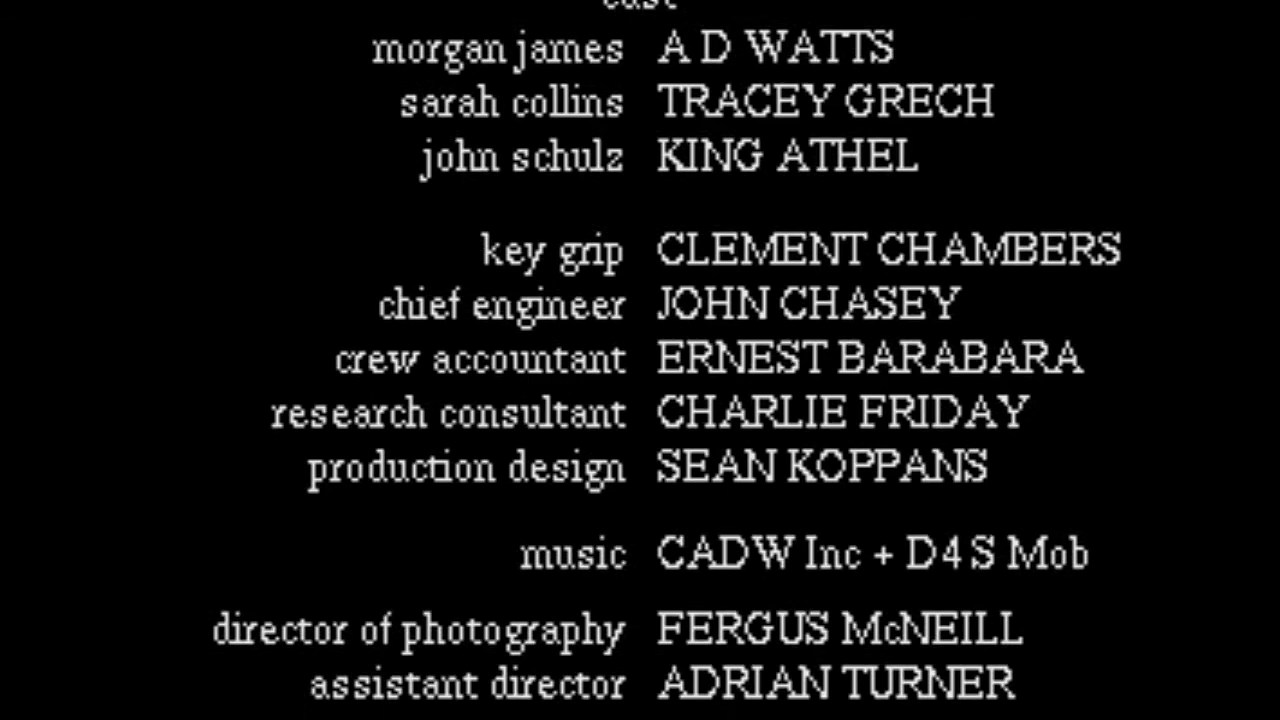 cast
morgan james A D WATTS
sarah collins TRACEY GRECH
john schulz KING ATHEL
key grip CLEMENT CHAMBERS
chief engineer JOHN CHASEY
crew accountant ERNEST BARABARA
research consultant CHARLIE FRIDAY
production design SEAN KOPPANS
music CADW Inc + D4S Mob
director of photography FERGUS McNEILL
assistant director ADRIAN TURNER